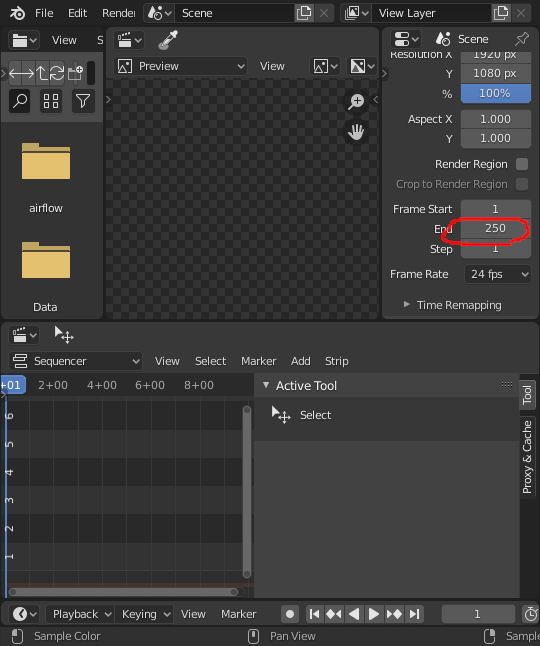 File Edit Render Scene View Layer
View S
Preview View
Scene
Resolution X 1920 px
Y 1080 px
% 100%
Aspect X 1.000
Y 1.000
Render Region
Crop to Render Region
Frame Start 1
End 250
Step 1
Frame Rate 24 fps
Time Remapping
airflow
Data
Sequencer View Select Marker Add Strip
+01 2+00 4+00 6+00 8+00
Active Tool
Select
Tool
Proxy & Cache
6
5
4
3
2
1
Playback Keying View Marker 1
Sample Color Pan View Sample